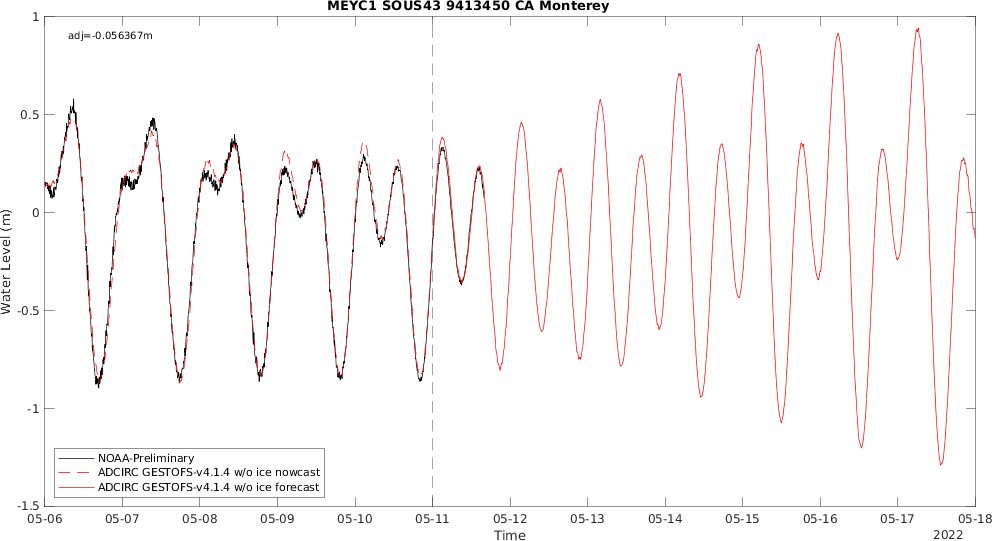 MEYC1 SOUS43 9413450 CA Monterey
adj=-0.056367m
1
0.5
0
-0.5
-1
-1.5
Water Level (m)
NOAA-Preliminary
ADCIRC GESTOFS-v4.1.4 w/o ice nowcast
ADCIRC GESTOFS-v4.1.4 w/o ice forecast
05-06 05-07 05-08 05-09 05-10 05-11 05-12 05-13 05-14 05-15 05-16 05-17 05-18
Time
2022